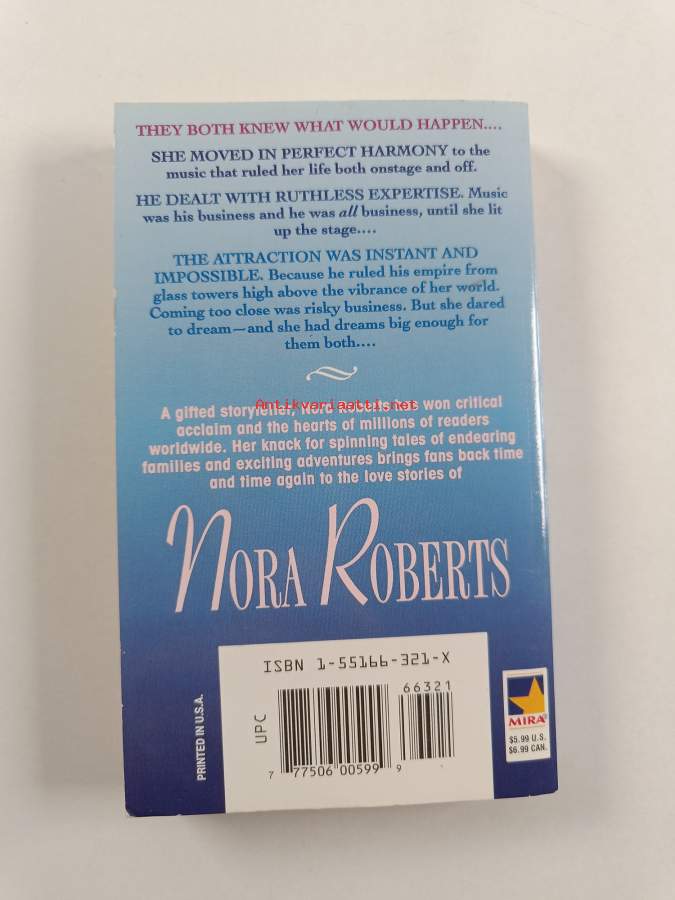 THEY BOTH KNEW WHAT WOULD HAPPEN....
SHE MOVED IN PERFECT HARMONY to the
music that ruled her life both onstage and off.
HE DEALT WITH RUTHLESS EXPERTISE. Music
was his business and he was all business, until she lit
up the stage....
THE ATTRACTION WAS INSTANT AND
IMPOSSIBLE. Because he ruled his empire from
glass towers high above the vibrance of her world.
Coming too close was risky business. But she dared
to dream—and she had dreams big enough for
them both....
Antikvariaatti.net
A gifted storyteller, Nora Roberts has won critical
acclaim and the hearts of millions of readers
worldwide. Her knack for spinning tales of endearing
families and exciting adventures brings fans back time
and time again to the love stories of
NORA ROBERTS
ISBN 1-55166-321-X
66321
UPC
7 77506 00599 9
PRINTED IN U.S.A.
MIRA®
$5.99 U.S.
$6.99 CAN.